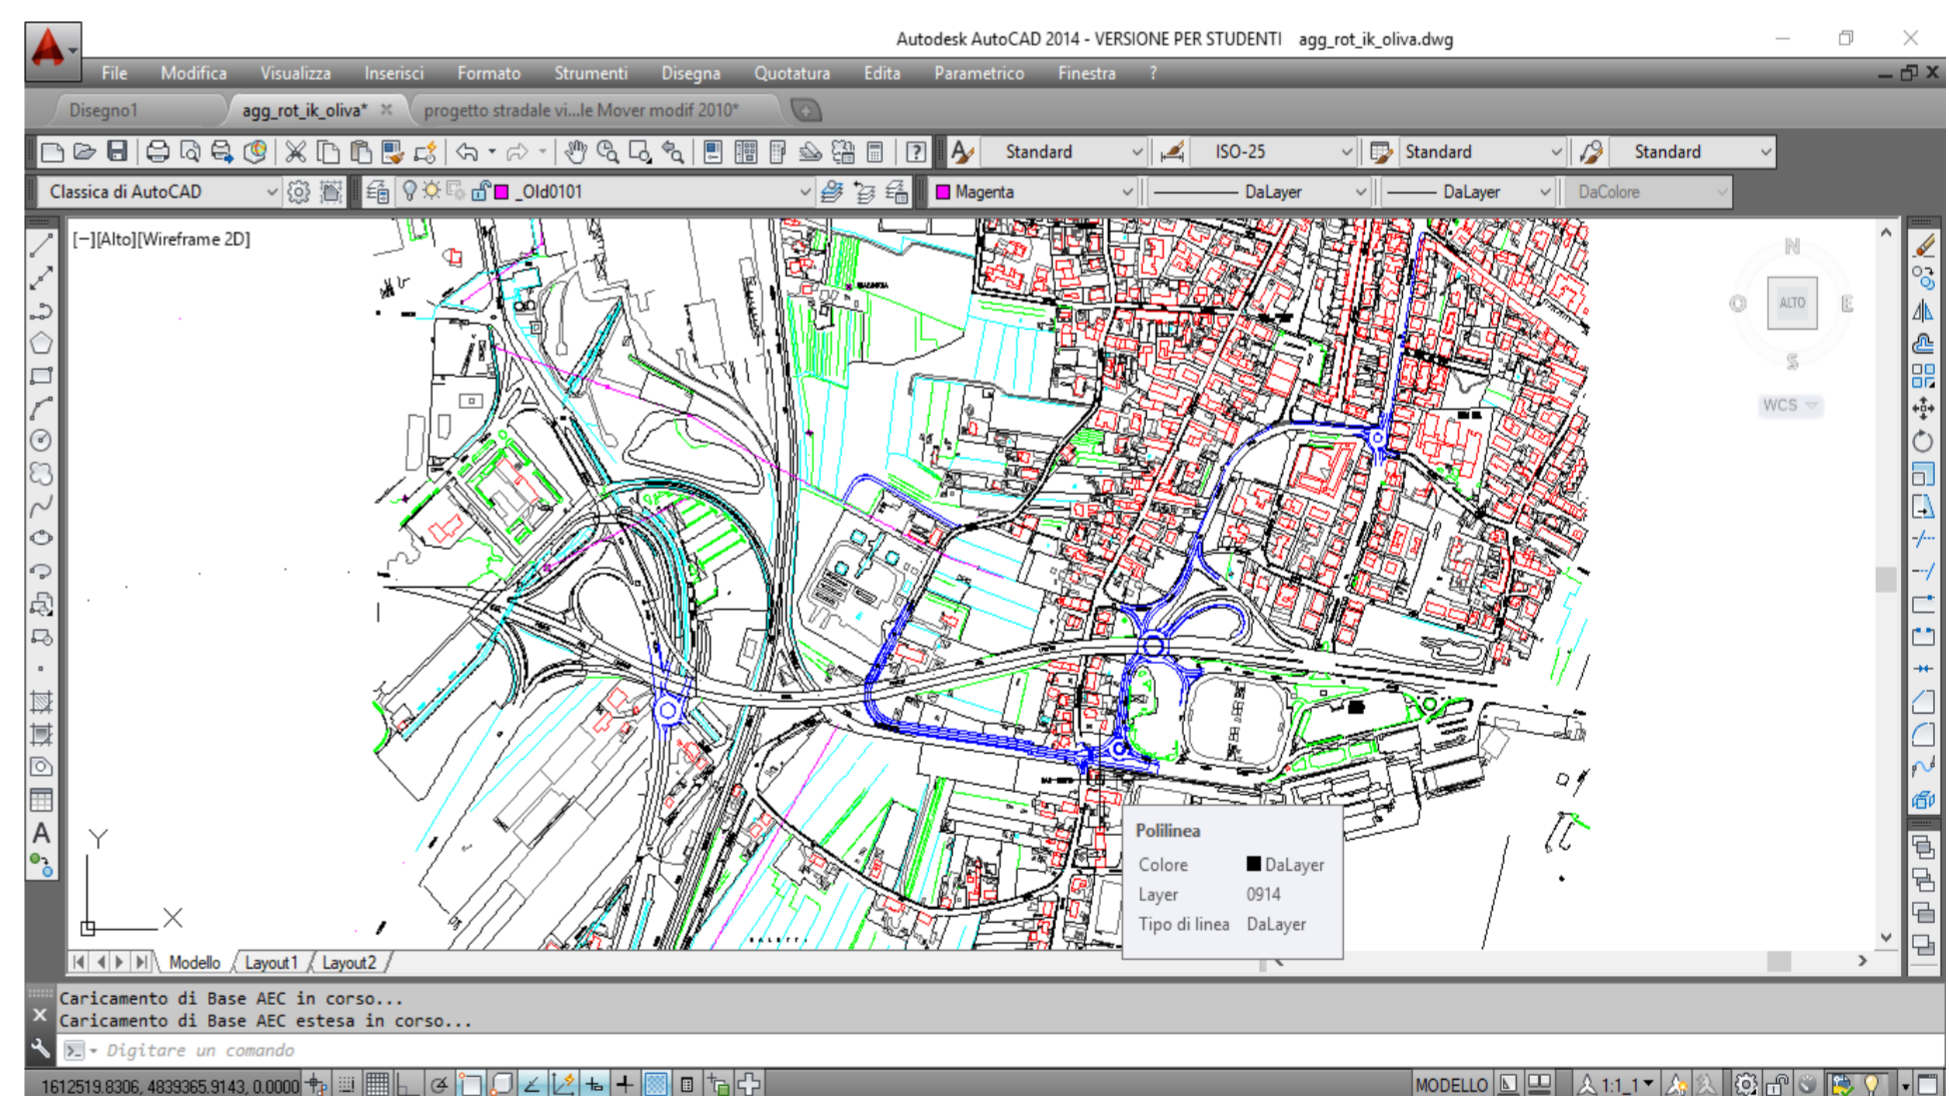 Autodesk AutoCAD 2014 - VERSIONE PER STUDENTI agg_rot_ik_oliva.dwg
File Modifica Visualizza Inserisci Formato Strumenti Disegna Quotatura Edita Parametrico Finestra ?
Disegno1 agg_rot_ik_oliva* progetto stradale vi...le Mover modif 2010*
Standard ISO-25 Standard Standard
Classica di AutoCAD _Old0101 Magenta DaLayer DaLayer DaColore
[−][Alto][Wireframe 2D]
N
O ALTO E
S
WCS
Polilinea
Colore DaLayer
Layer 0914
Tipo di linea DaLayer
Y
X
Modello Layout1 Layout2
Caricamento di Base AEC in corso...
Caricamento di Base AEC estesa in corso...
Digitare un comando
1612519.8306, 4839365.9143, 0.0000 MODELLO 1:1_1